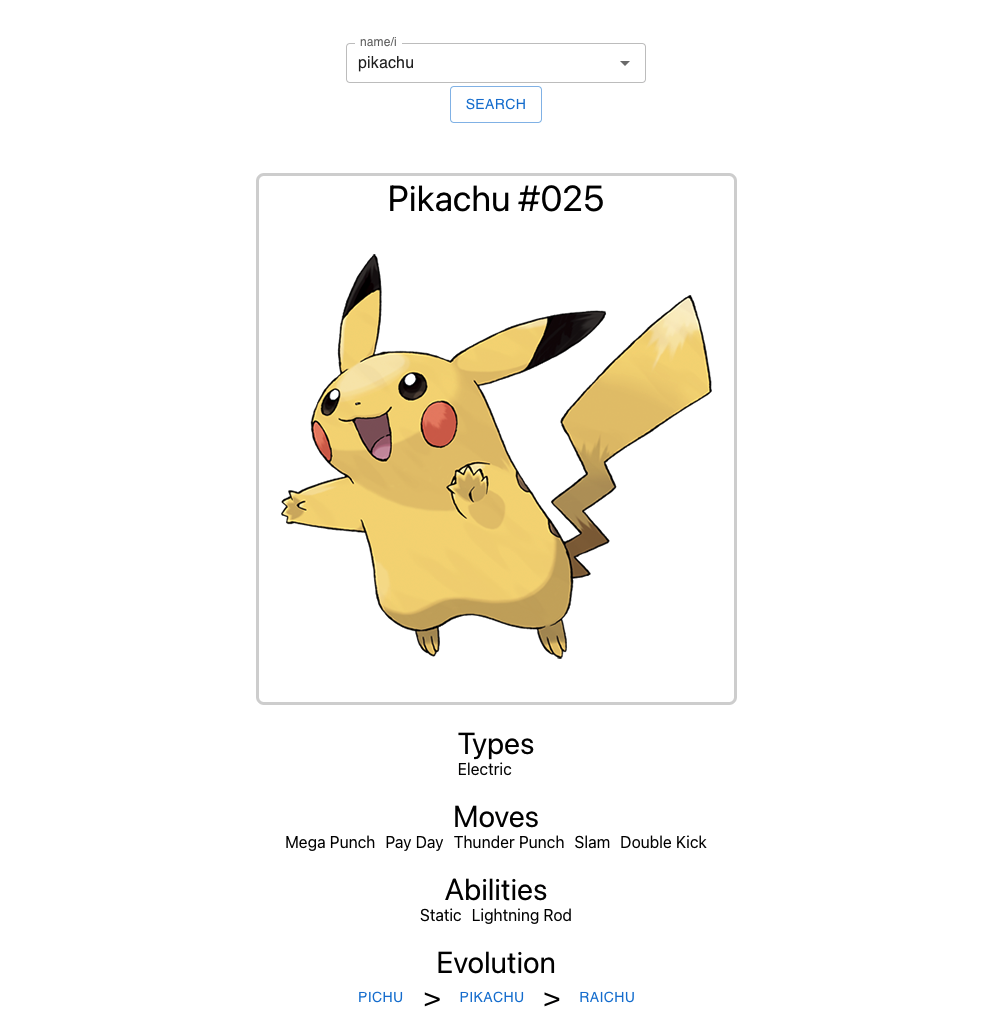 name/i
pikachu
SEARCH
Pikachu #025
Types
Electric
Moves
Mega Punch Pay Day Thunder Punch Slam Double Kick
Abilities
Static Lightning Rod
Evolution
PICHU > PIKACHU > RAICHU